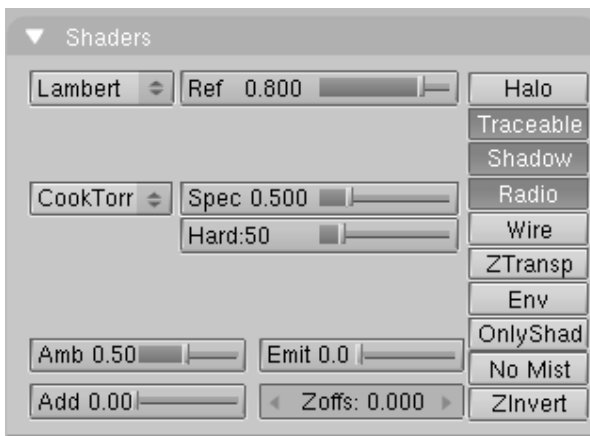 Shaders
Lambert Ref 0.800 Halo
Traceable
Shadow
CookTorr Spec 0.500 Radio
Hard:50 Wire
ZTransp
Env
OnlyShad
Amb 0.50 Emit 0.0 No Mist
Add 0.00 Zoffs: 0.000 ZInvert